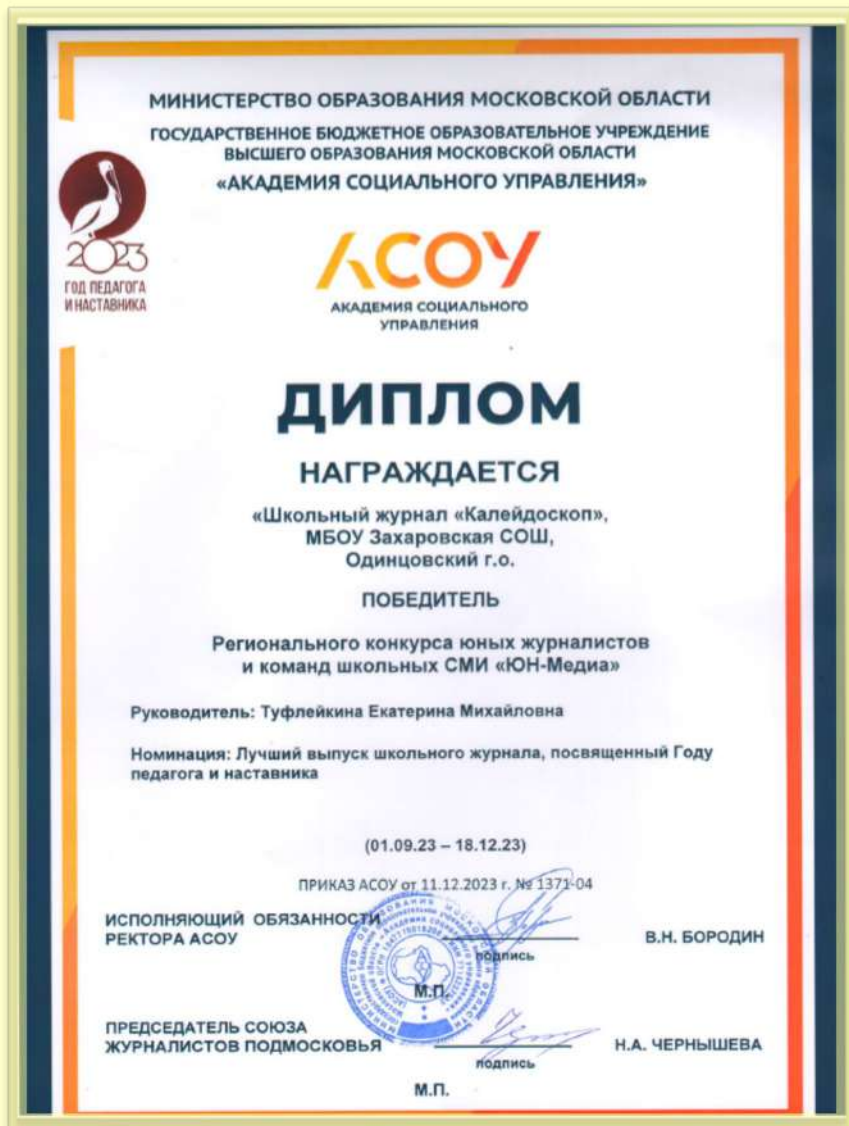 МИНИСТЕРСТВО ОБРАЗОВАНИЯ МОСКОВСКОЙ ОБЛАСТИ
ГОСУДАРСТВЕННОЕ БЮДЖЕТНОЕ ОБРАЗОВАТЕЛЬНОЕ УЧРЕЖДЕНИЕ
ВЫСШЕГО ОБРАЗОВАНИЯ МОСКОВСКОЙ ОБЛАСТИ
«АКАДЕМИЯ СОЦИАЛЬНОГО УПРАВЛЕНИЯ»
2023
ГОД ПЕДАГОГА
И НАСТАВНИКА
АСОУ
АКАДЕМИЯ СОЦИАЛЬНОГО
УПРАВЛЕНИЯ
ДИПЛОМ
НАГРАЖДАЕТСЯ
«Школьный журнал «Калейдоскоп»,
МБОУ Захаровская СОШ,
Одинцовский г.о.
ПОБЕДИТЕЛЬ
Регионального конкурса юных журналистов
и команд школьных СМИ «ЮН-Медиа»
Руководитель: Туфлейкина Екатерина Михайловна
Номинация: Лучший выпуск школьного журнала, посвященный Году
педагога и наставника
(01.09.23 – 18.12.23)
ПРИКАЗ АСОУ от 11.12.2023 г. № 1371-04
ИСПОЛНЯЮЩИЙ ОБЯЗАННОСТИ
РЕКТОРА АСОУ
подпись
В.Н. БОРОДИН
М.П.
МИНИСТЕРСТВО ОБРАЗОВАНИЯ МОСКОВСКОЙ ОБЛАСТИ
ПРЕДСЕДАТЕЛЬ СОЮЗА
ЖУРНАЛИСТОВ ПОДМОСКОВЬЯ
подпись
Н.А. ЧЕРНЫШЕВА
М.П.